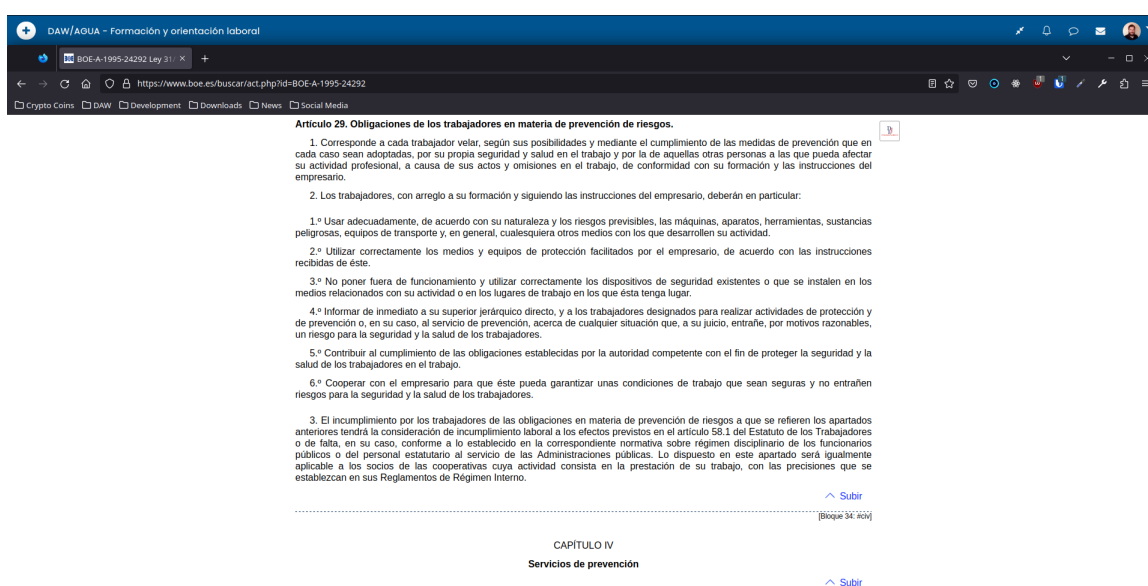 DAW/AGUA – Formación y orientación laboral
BOE-A-1995-24292 Ley 31/
https://www.boe.es/buscar/act.php?id=BOE-A-1995-24292
Crypto Coins DAW Development Downloads News Social Media
Artículo 29. Obligaciones de los trabajadores en materia de prevención de riesgos.
1. Corresponde a cada trabajador velar, según sus posibilidades y mediante el cumplimiento de las medidas de prevención que en
cada caso sean adoptadas, por su propia seguridad y salud en el trabajo y por la de aquellas otras personas a las que pueda afectar
su actividad profesional, a causa de sus actos y omisiones en el trabajo, de conformidad con su formación y las instrucciones del
empresario.
2. Los trabajadores, con arreglo a su formación y siguiendo las instrucciones del empresario, deberán en particular:
1.º Usar adecuadamente, de acuerdo con su naturaleza y los riesgos previsibles, las máquinas, aparatos, herramientas, sustancias
peligrosas, equipos de transporte y, en general, cualesquiera otros medios con los que desarrollen su actividad.
2.º Utilizar correctamente los medios y equipos de protección facilitados por el empresario, de acuerdo con las instrucciones
recibidas de éste.
3.º No poner fuera de funcionamiento y utilizar correctamente los dispositivos de seguridad existentes o que se instalen en los
medios relacionados con su actividad o en los lugares de trabajo en los que ésta tenga lugar.
4.º Informar de inmediato a su superior jerárquico directo, y a los trabajadores designados para realizar actividades de protección y
de prevención o, en su caso, al servicio de prevención, acerca de cualquier situación que, a su juicio, entrañe, por motivos razonables,
un riesgo para la seguridad y la salud de los trabajadores.
5.º Contribuir al cumplimiento de las obligaciones establecidas por la autoridad competente con el fin de proteger la seguridad y la
salud de los trabajadores en el trabajo.
6.º Cooperar con el empresario para que éste pueda garantizar unas condiciones de trabajo que sean seguras y no entrañen
riesgos para la seguridad y la salud de los trabajadores.
3. El incumplimiento por los trabajadores de las obligaciones en materia de prevención de riesgos a que se refieren los apartados
anteriores tendrá la consideración de incumplimiento laboral a los efectos previstos en el artículo 58.1 del Estatuto de los Trabajadores
o de falta, en su caso, conforme a lo establecido en la correspondiente normativa sobre régimen disciplinario de los funcionarios
públicos o del personal estatutario al servicio de las Administraciones públicas. Lo dispuesto en este apartado será igualmente
aplicable a los socios de las cooperativas cuya actividad consista en la prestación de su trabajo, con las precisiones que se
establezcan en sus Reglamentos de Régimen Interno.
Subir
[Bloque 34: #civ]
CAPÍTULO IV
Servicios de prevención
Subir